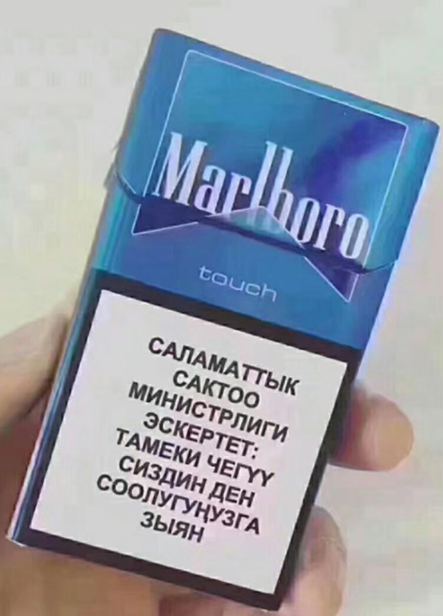 Marlboro
touch
САЛАМАТТЫК
САКТОО
МИНИСТРЛИГИ
ЭСКЕРТЕТ:
ТАМЕКИ ЧЕГҮҮ
СИЗДИН ДЕН
СООЛУГУҢУЗГА
ЗЫЯН